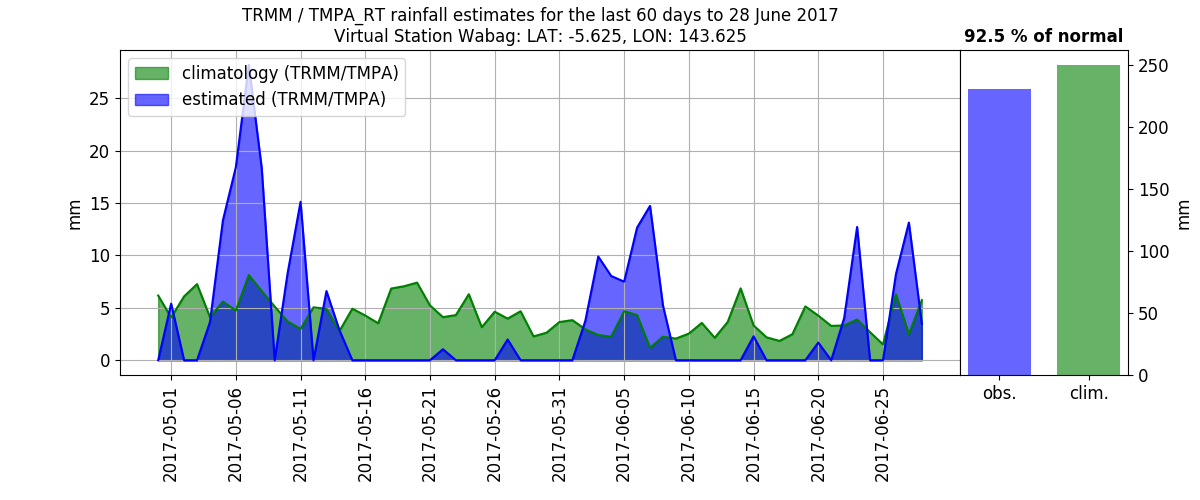 TRMM / TMPA_RT rainfall estimates for the last 60 days to 28 June 2017
Virtual Station Wabag: LAT: -5.625, LON: 143.625
92.5 % of normal
climatology (TRMM/TMPA)
estimated (TRMM/TMPA)
mm
25
20
15
10
5
0
2017-05-01
2017-05-06
2017-05-11
2017-05-16
2017-05-21
2017-05-26
2017-05-31
2017-06-05
2017-06-10
2017-06-15
2017-06-20
2017-06-25
250
200
150
100
50
0
mm
obs.
clim.